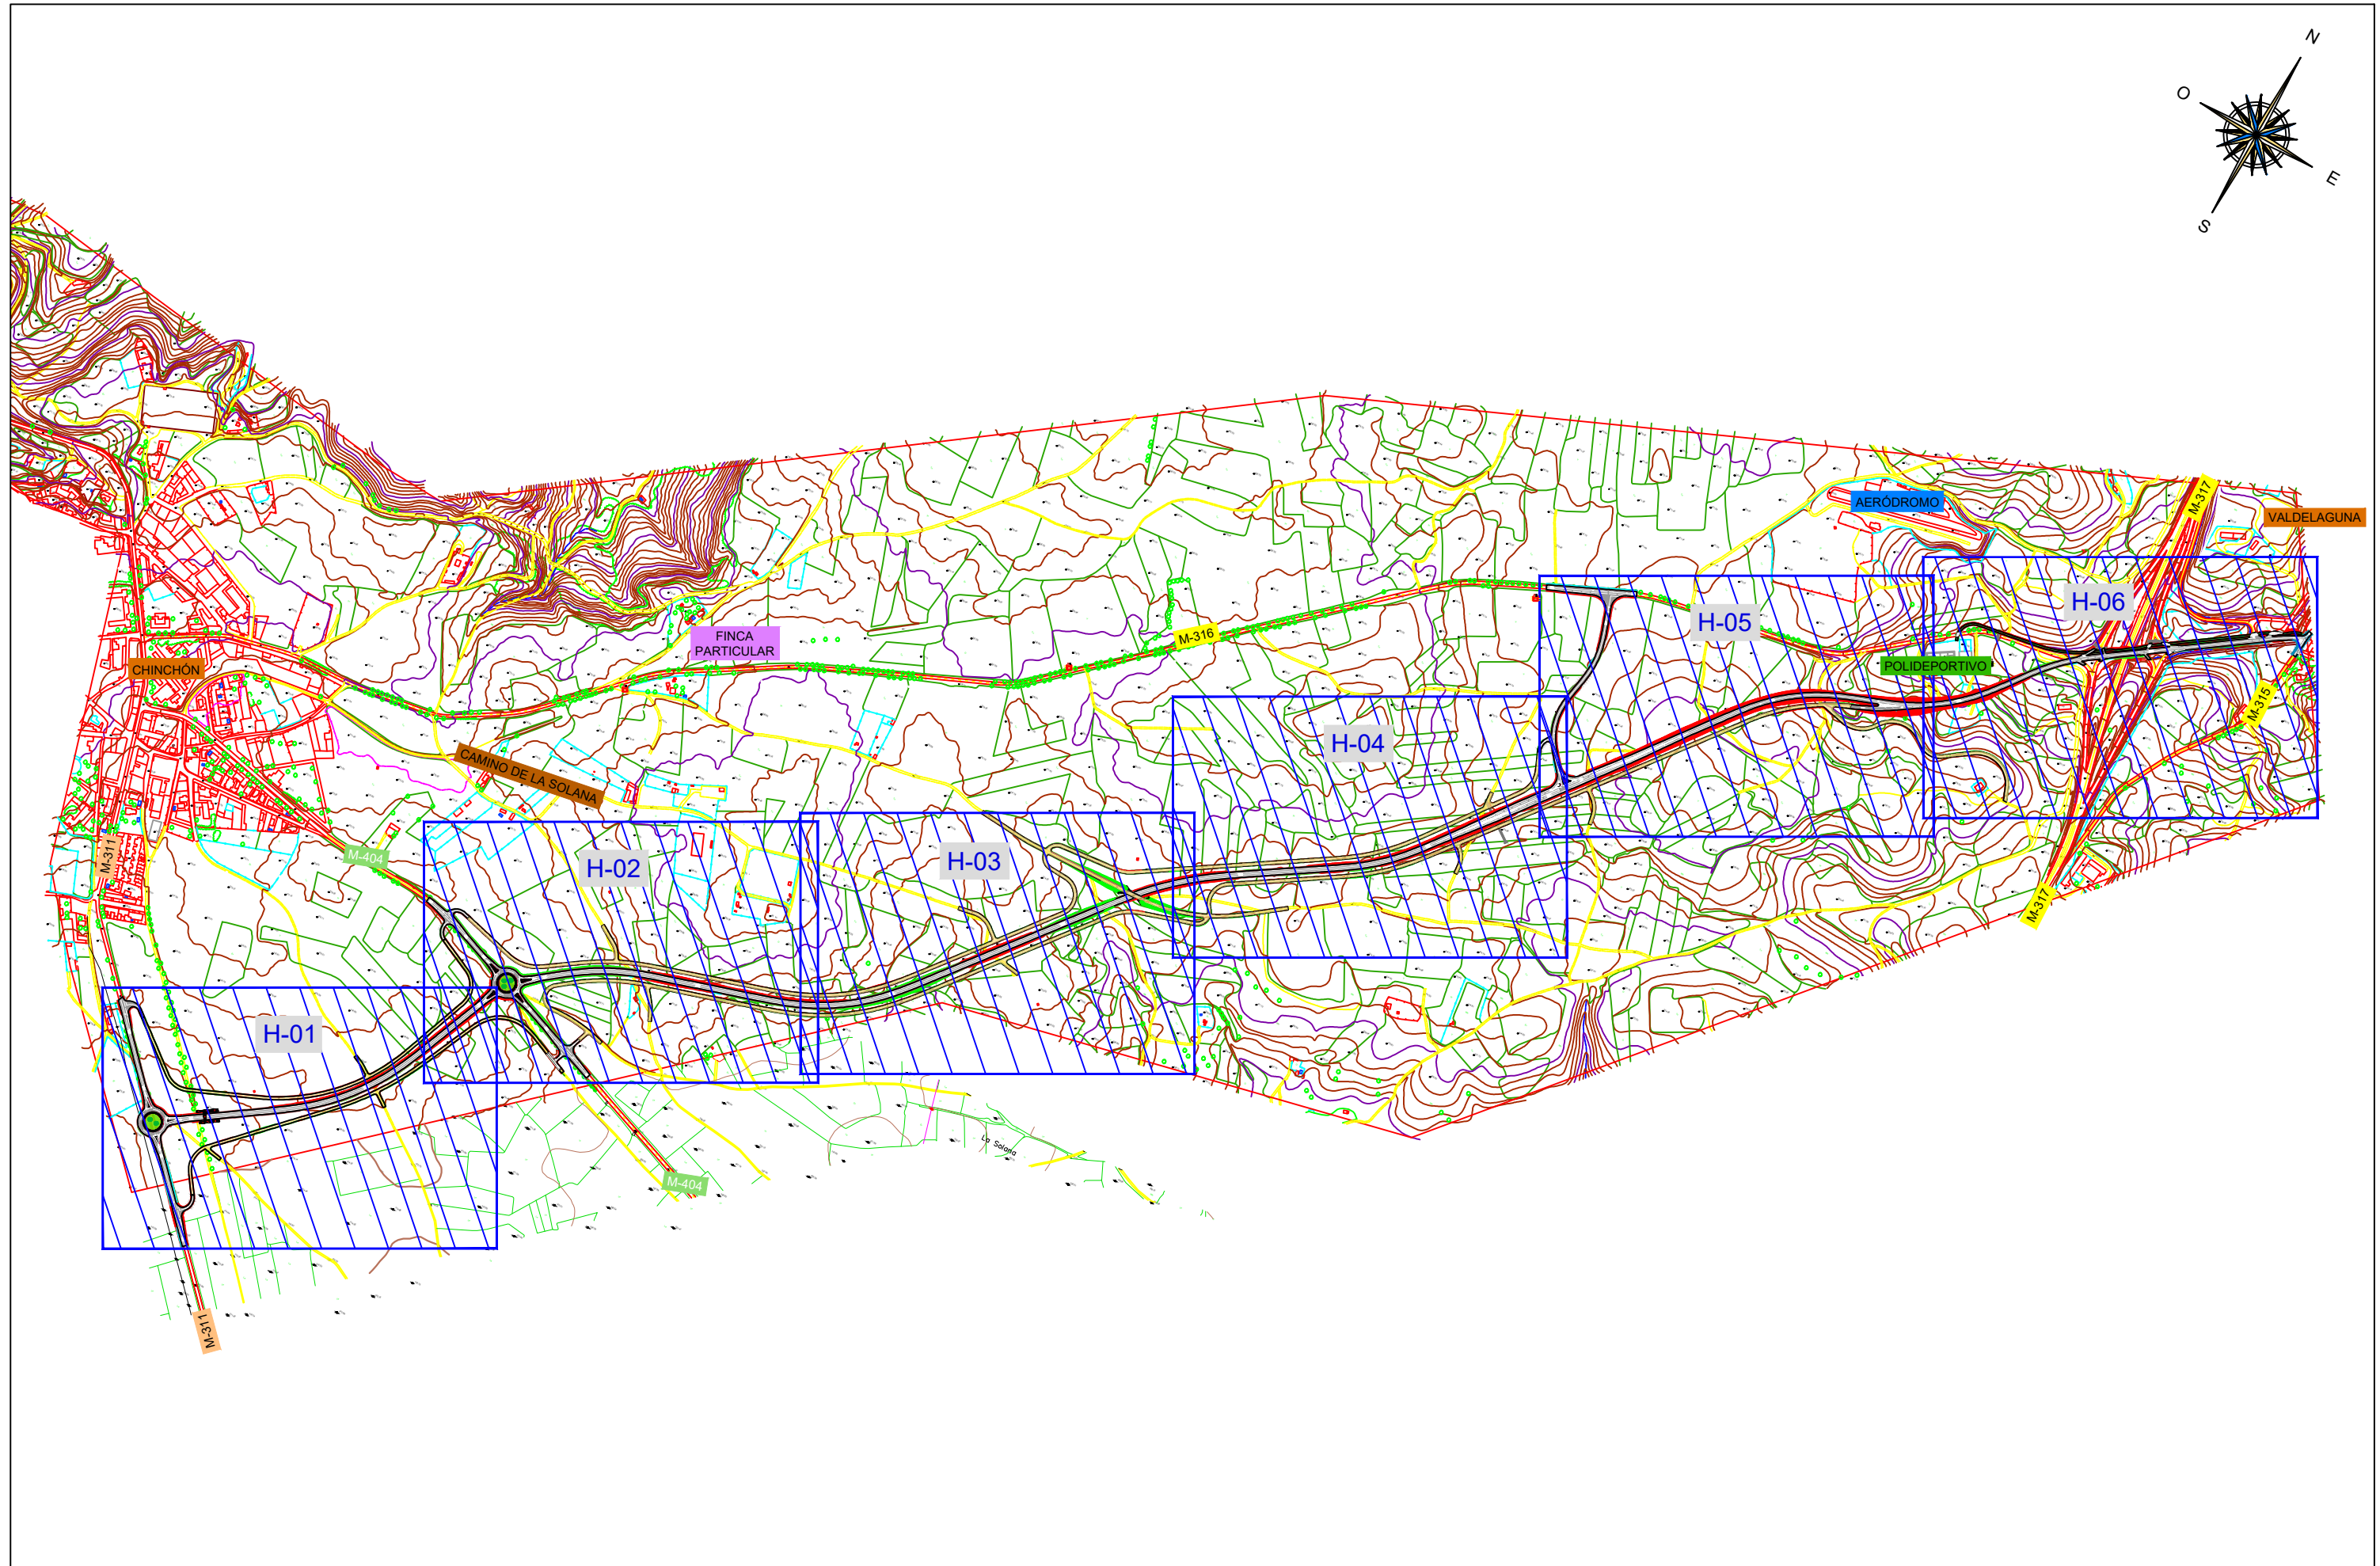 N
O
E
S
M-317
AERÓDROMO
VALDELAGUNA
H-06
H-05
FINCA
PARTICULAR
M-316
CHINCHÓN
POLIDEPORTIVO
M-315
H-04
CAMINO DE LA SOLANA
M-311
M-404
H-02
H-03
M-317
H-01
La Solana
M-404
M-311